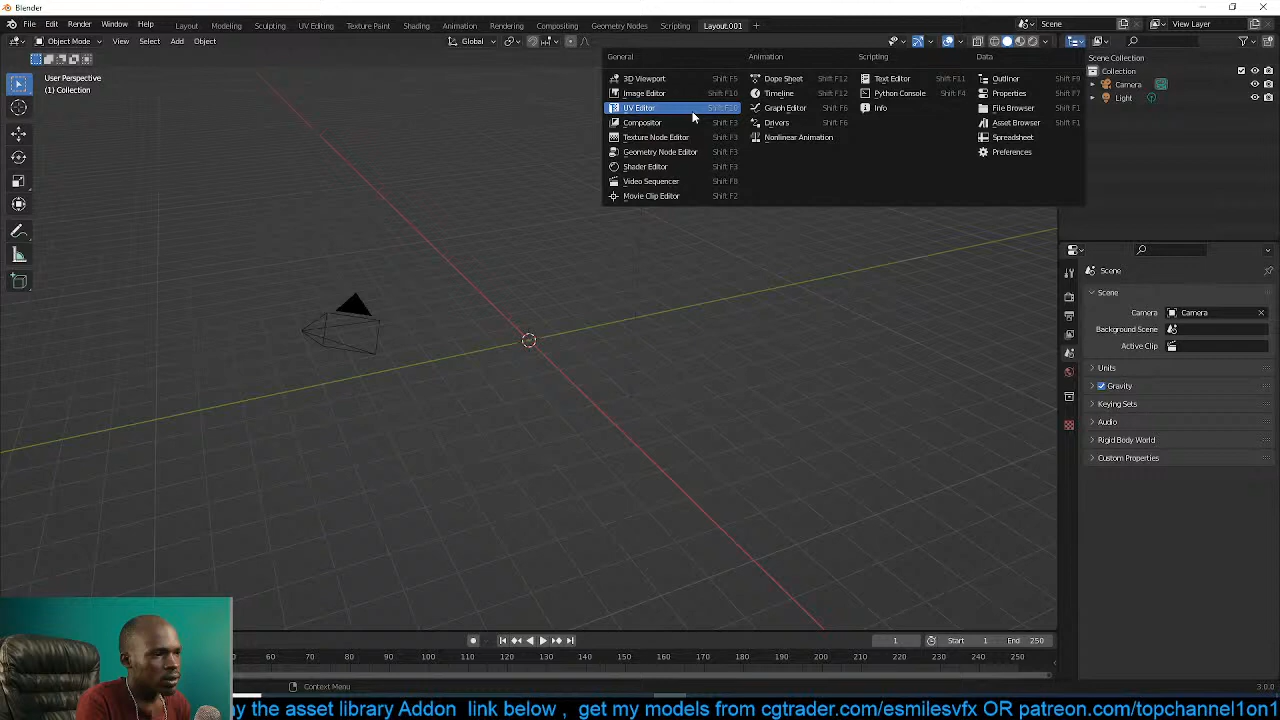 Blender
File Edit Render Window Help
Layout Modeling Sculpting UV Editing Texture Paint Shading Animation Rendering Compositing Geometry Nodes Scripting Layout.001 +
Scene
View Layer
Object Mode View Select Add Object
Global
User Perspective
(1) Collection
General
3D Viewport Shift F5
Image Editor Shift F10
UV Editor Shift F10
Compositor Shift F3
Texture Node Editor Shift F3
Geometry Node Editor Shift F3
Shader Editor Shift F3
Video Sequencer Shift F8
Movie Clip Editor Shift F2
Animation
Dope Sheet Shift F12
Timeline Shift F12
Graph Editor Shift F6
Drivers Shift F6
Nonlinear Animation
Scripting
Text Editor Shift F11
Python Console Shift F4
Info
Data
Outliner Shift F9
Properties Shift F7
File Browser Shift F1
Asset Browser Shift F1
Spreadsheet
Preferences
Scene Collection
Collection
Camera
Light
Scene
Scene
Camera Camera
Background Scene
Active Clip
Units
Gravity
Keying Sets
Audio
Rigid Body World
Custom Properties
1 Start 1 End 250
60 70 80 90 100 110 120 130 140 150 160 170 180 190 200 210 220 230 240 250
Context Menu
3.0.0
ay the asset library Addon link below , get my models from cgtrader.com/esmilesvfx OR patreon.com/topchannel1on1